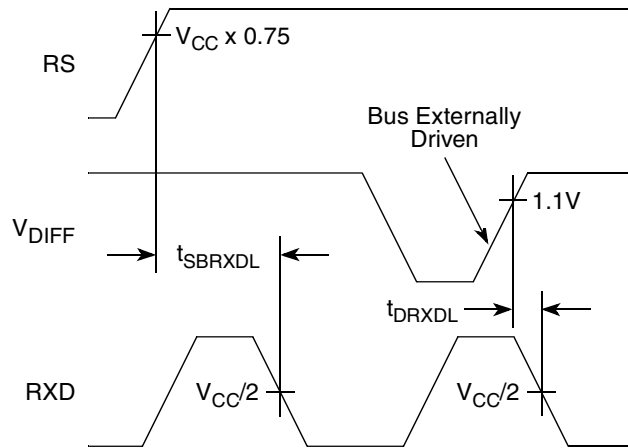 V_CC x 0.75
RS
Bus Externally
Driven
1.1V
V_DIFF
t_SBRXDL
t_DRXDL
RXD
V_CC/2
V_CC/2